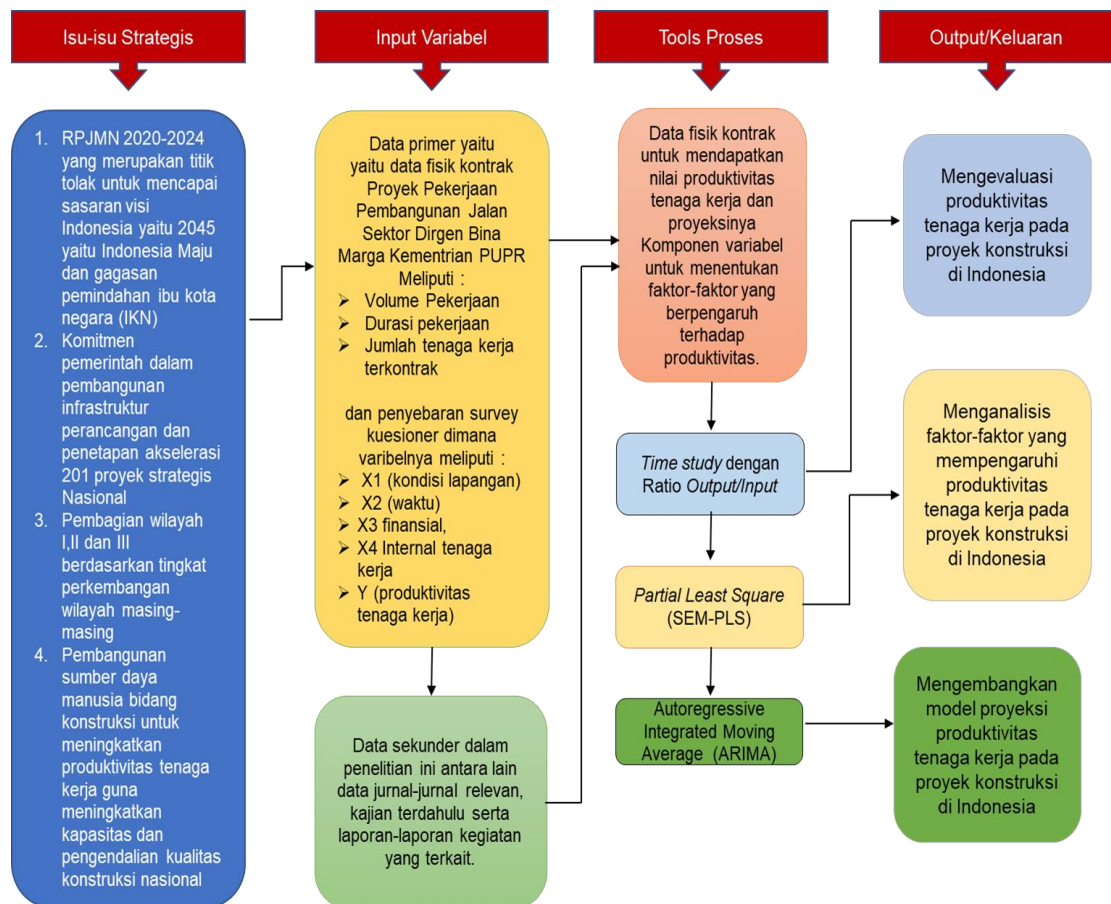 Isu-isu Strategis
1. RPJMN 2020-2024
yang merupakan titik
tolak untuk mencapai
sasaran visi
Indonesia yaitu 2045
yaitu Indonesia Maju
dan gagasan
pemindahan ibu kota
negara (IKN)
2. Komitmen
pemerintah dalam
pembangunan
infrastruktur
perancangan dan
penetapan akselerasi
201 proyek strategis
Nasional
3. Pembagian wilayah
I,II dan III
berdasarkan tingkat
perkembangan
wilayah masing-
masing
4. Pembangunan
sumber daya
manusia bidang
konstruksi untuk
meningkatkan
produktivitas tenaga
kerja guna
meningkatkan
kapasitas dan
pengendalian kualitas
konstruksi nasional
Input Variabel
Data primer yaitu
yaitu data fisik kontrak
Proyek Pekerjaan
Pembangunan Jalan
Sektor Dirgen Bina
Marga Kementrian PUPR
Meliputi :
➢ Volume Pekerjaan
➢ Durasi pekerjaan
➢ Jumlah tenaga kerja
terkontrak
dan penyebaran survey
kuesioner dimana
varibelnya meliputi :
➢ X1 (kondisi lapangan)
➢ X2 (waktu)
➢ X3 finansial,
➢ X4 Internal tenaga
kerja
➢ Y (produktivitas
tenaga kerja)
Data sekunder dalam
penelitian ini antara lain
data jurnal-jurnal relevan,
kajian terdahulu serta
laporan-laporan kegiatan
yang terkait.
Tools Proses
Data fisik kontrak
untuk mendapatkan
nilai produktivitas
tenaga kerja dan
proyeksinya
Komponen variabel
untuk menentukan
faktor-faktor yang
berpengaruh
terhadap
produktivitas.
Time study dengan
Ratio Output/Input
Partial Least Square
(SEM-PLS)
Autoregressive
Integrated Moving
Average (ARIMA)
Output/Keluaran
Mengevaluasi
produktivitas
tenaga kerja pada
proyek konstruksi
di Indonesia
Menganalisis
faktor-faktor yang
mempengaruhi
produktivitas
tenaga kerja pada
proyek konstruksi
di Indonesia
Mengembangkan
model proyeksi
produktivitas
tenaga kerja pada
proyek konstruksi
di Indonesia